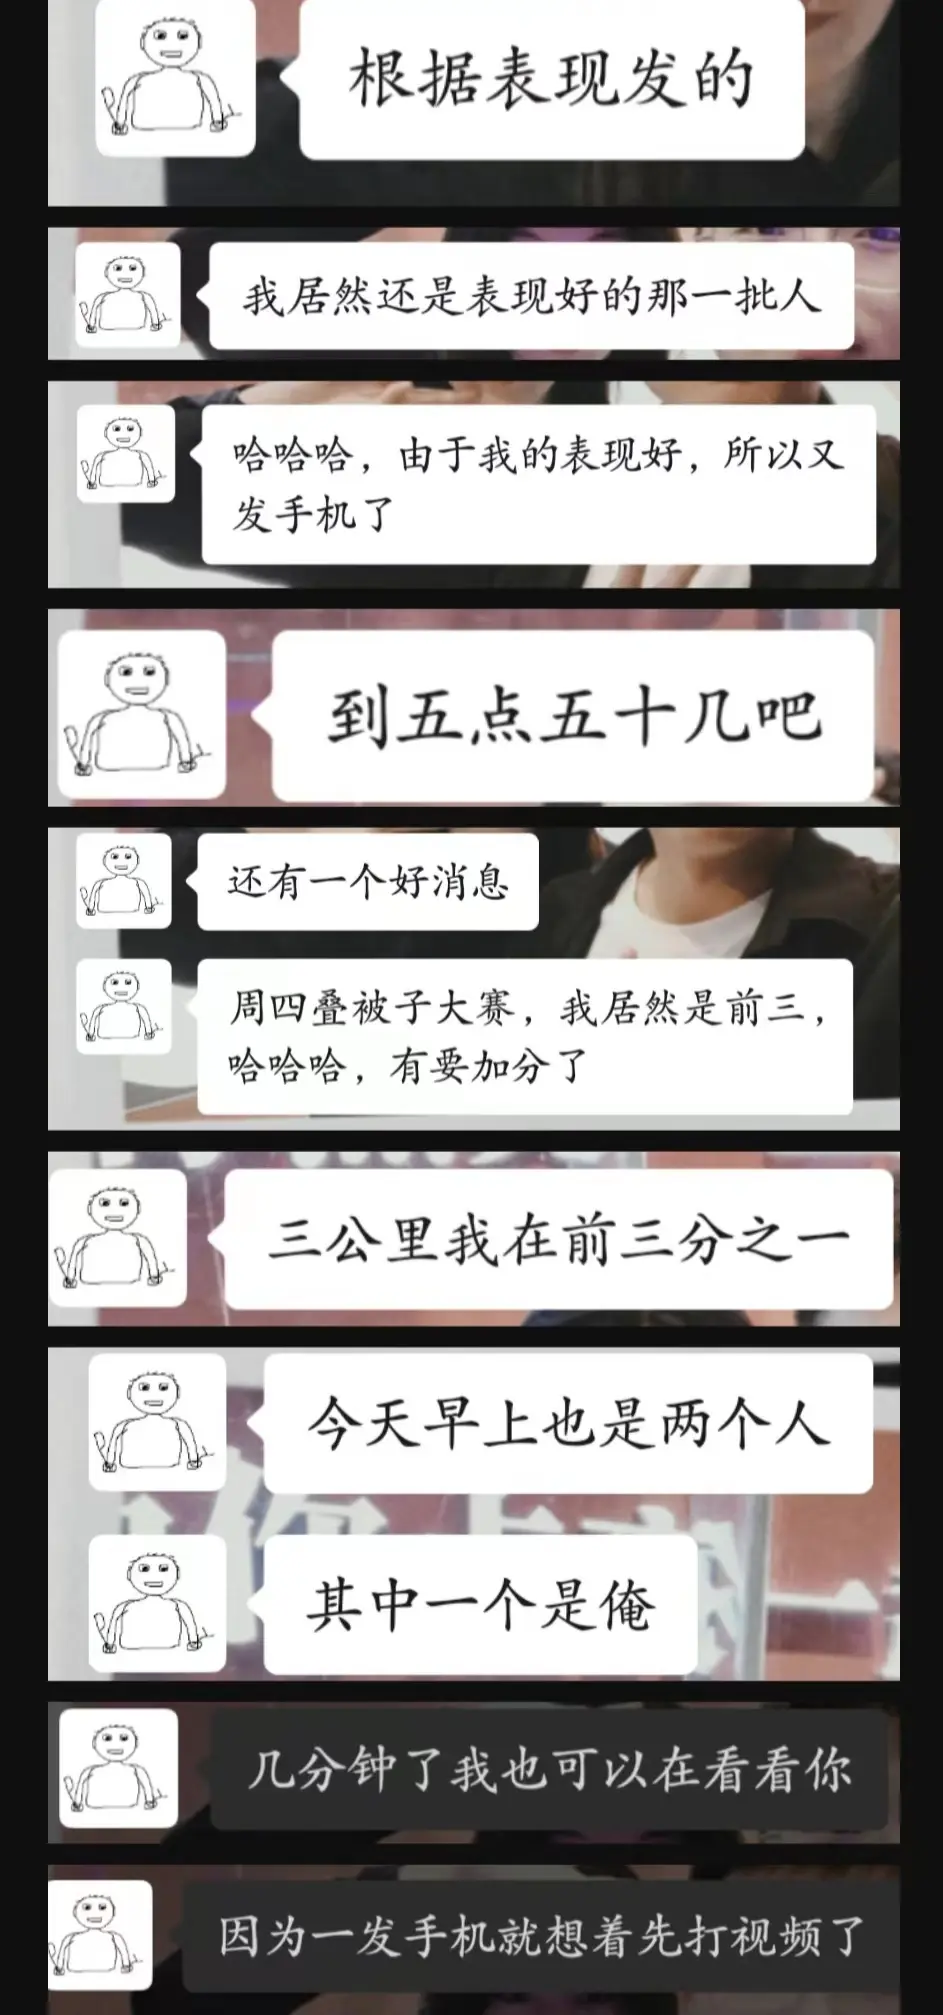 根据表现发的
我居然还是表现好的那一批人
哈哈哈，由于我的表现好，所以又
发手机了
到五点五十几吧
还有一个好消息
周四叠被子大赛，我居然是前三，
哈哈哈，有要加分了
三公里我在前三分之一
今天早上也是两个人
其中一个是俺
几分钟了我也可以在看看你
因为一发手机就想着先打视频了